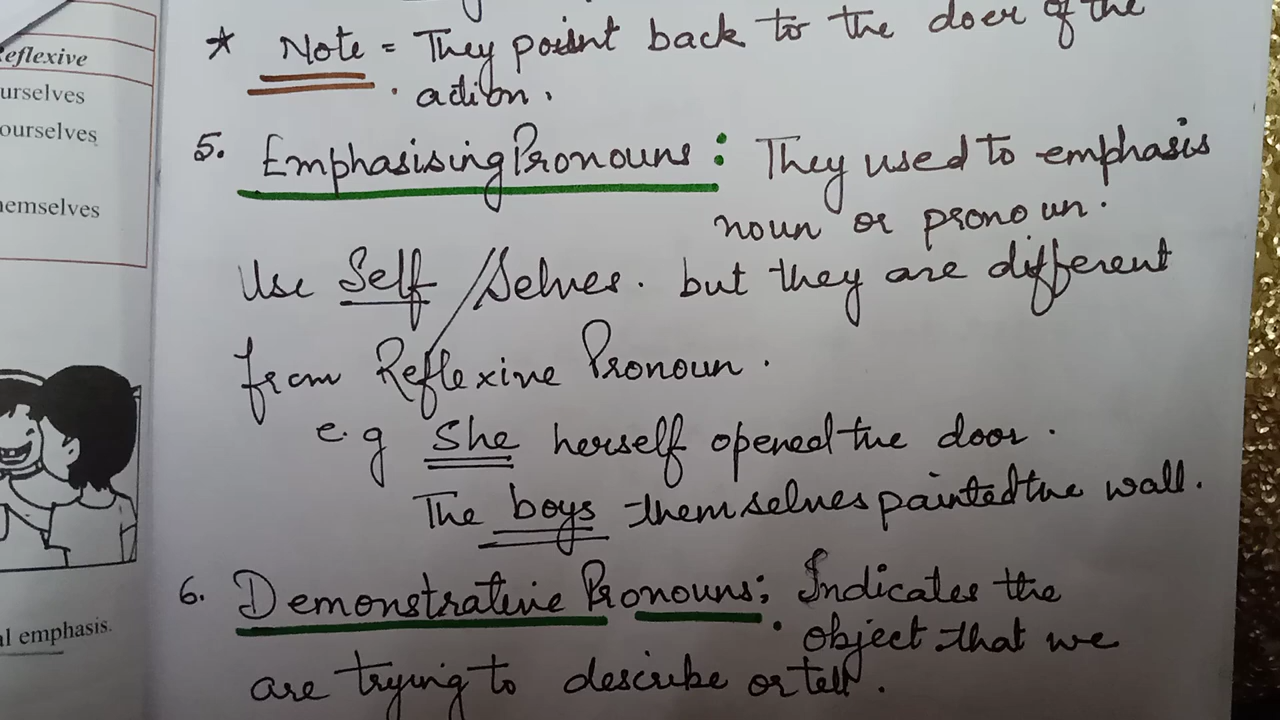 eflexive
urselves
ourselves
hemselves
al emphasis.
* Note = They point back to the doer of the
action.
5. Emphasising Pronouns : They used to emphasis
noun or pronoun.
Use Self / Selves. but they are different
from Reflexive Pronoun.
e.g She herself opened the door.
The boys themselves painted the wall.
6. Demonstrative Pronouns: Indicates the
object that we
are trying to describe or tell.